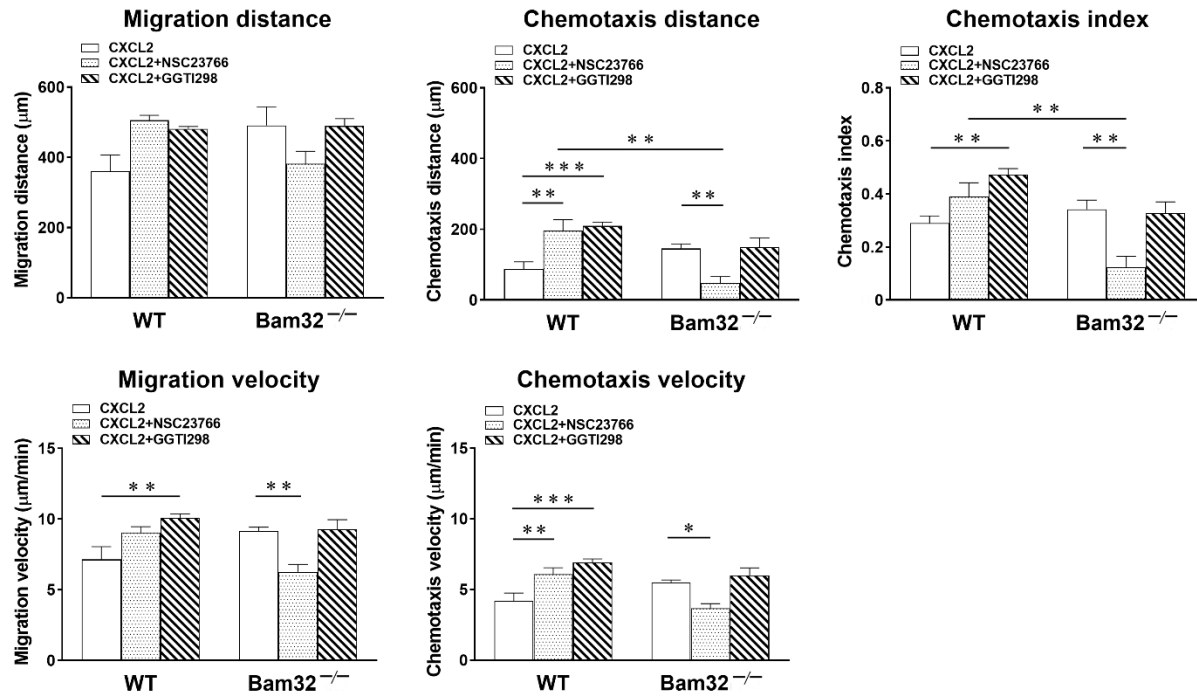 Migration distance
CXCL2
CXCL2+NSC23766
CXCL2+GGTI298
Migration distance (μm)
600
400
200
0
WT
Bam32−/−
Chemotaxis distance
CXCL2
CXCL2+NSC23766
CXCL2+GGTI298
Chemotaxis distance (μm)
600
400
200
0
**
***
**
**
WT
Bam32−/−
Chemotaxis index
CXCL2
CXCL2+NSC23766
CXCL2+GGTI298
Chemotaxis index
0.8
0.6
0.4
0.2
0
**
**
**
WT
Bam32−/−
Migration velocity
CXCL2
CXCL2+NSC23766
CXCL2+GGTI298
Migration velocity (μm/min)
15
10
5
0
**
**
WT
Bam32−/−
Chemotaxis velocity
CXCL2
CXCL2+NSC23766
CXCL2+GGTI298
Chemotaxis velocity (μm/min)
15
10
5
0
***
**
*
WT
Bam32−/−